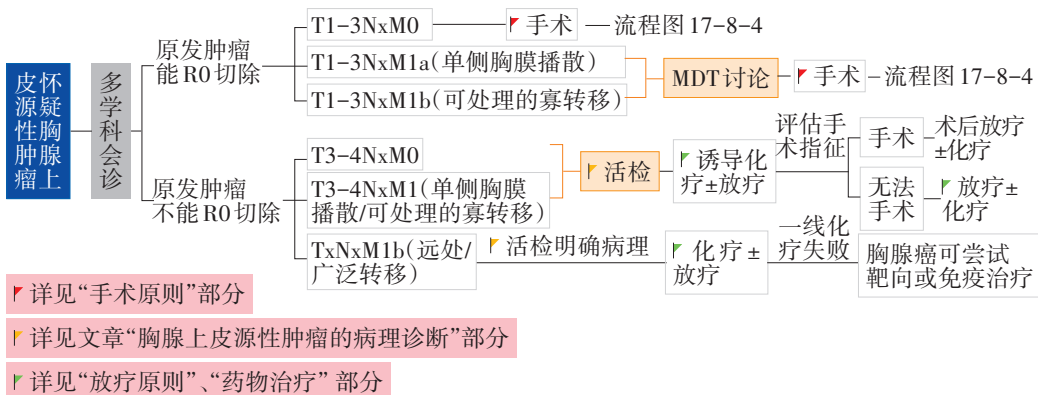 怀疑胸腺上
皮源性肿瘤
多学科会诊
原发肿瘤
能R0切除
T1-3NxM0
手术
流程图17-8-4
T1-3NxM1a(单侧胸膜播散)
T1-3NxM1b(可处理的寡转移)
MDT讨论
手术
流程图17-8-4
原发肿瘤
不能R0切除
T3-4NxM0
T3-4NxM1(单侧胸膜
播散/可处理的寡转移)
活检
诱导化
疗±放疗
评估手
术指征
手术
术后放疗
±化疗
无法
手术
放疗±
化疗
TxNxM1b(远处/
广泛转移)
活检明确病理
化疗±
放疗
一线化
疗失败
胸腺癌可尝试
靶向或免疫治疗
详见“手术原则”部分
详见文章“胸腺上皮源性肿瘤的病理诊断”部分
详见“放疗原则”、“药物治疗” 部分